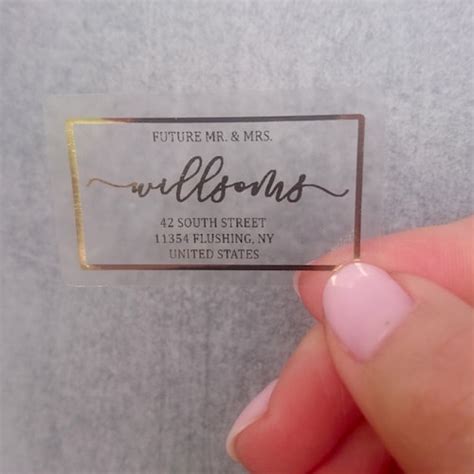 FUTURE MR. & MRS.
willsoms
42 SOUTH STREET
11354 FLUSHING, NY
UNITED STATES